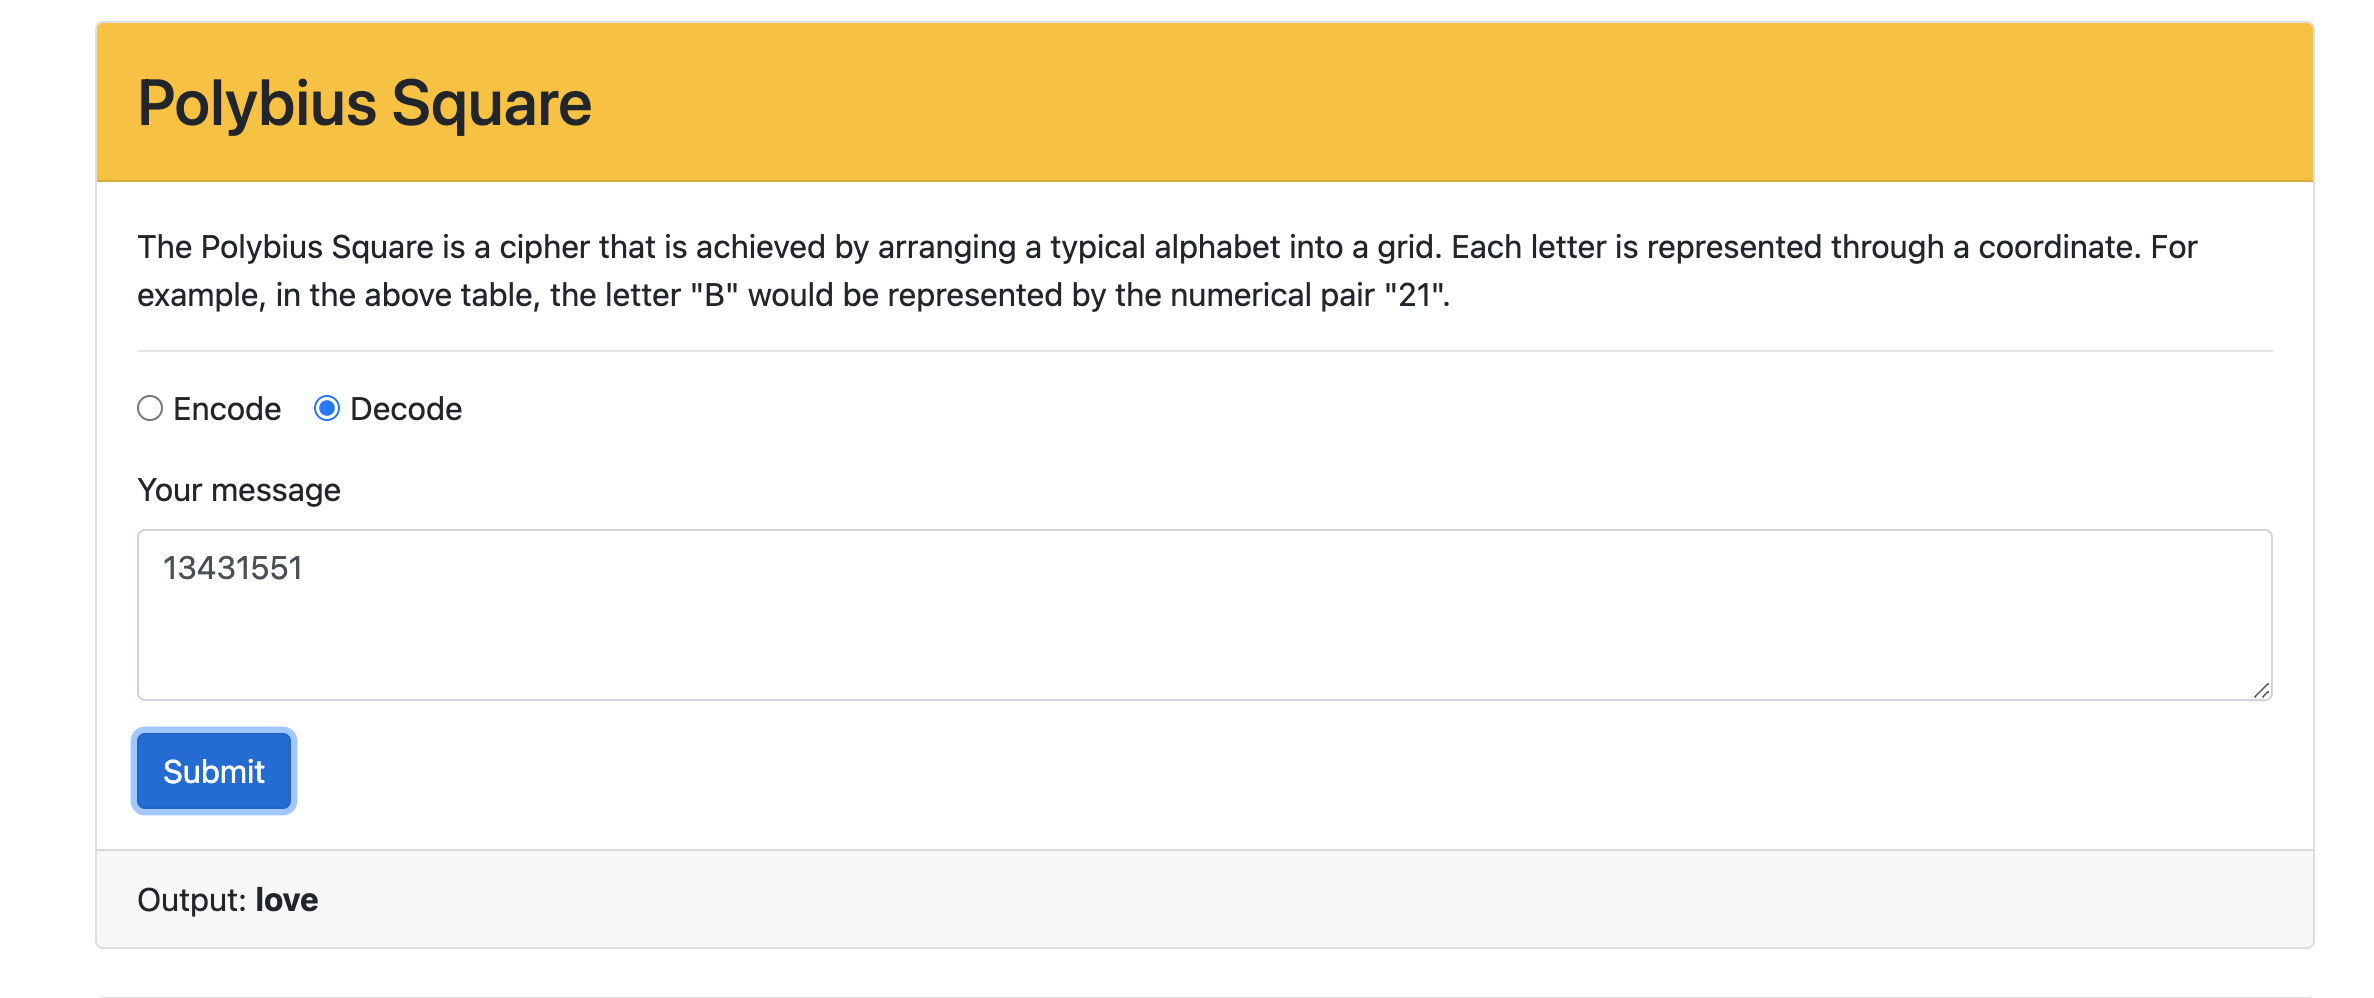 Polybius Square
The Polybius Square is a cipher that is achieved by arranging a typical alphabet into a grid. Each letter is represented through a coordinate. For
example, in the above table, the letter "B" would be represented by the numerical pair "21".
Encode Decode
Your message
13431551
Submit
Output: love